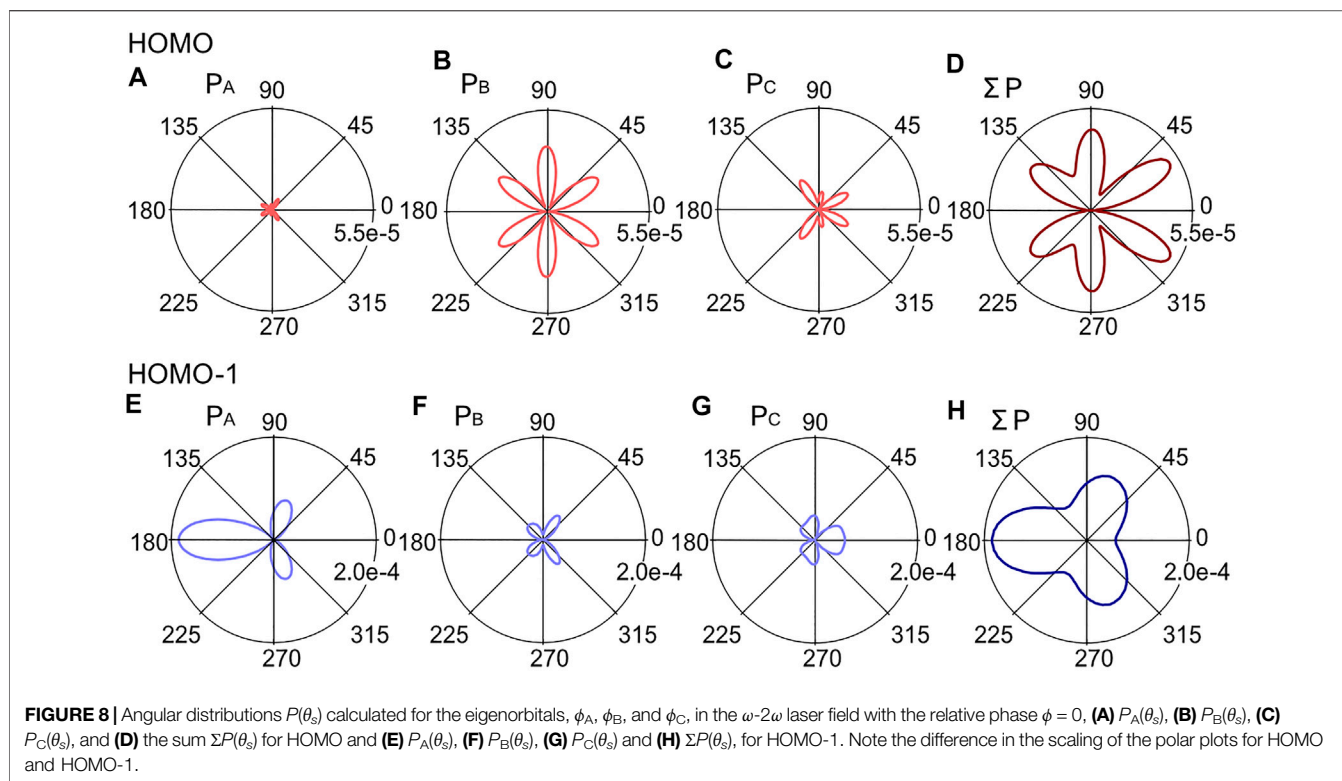 HOMO
A PA
90
135 45
180 0
5.5e-5
225 315
270
B PB
90
135 45
180 0
5.5e-5
225 315
270
C PC
90
135 45
180 0
5.5e-5
225 315
270
D Σ P
90
135 45
180 0
5.5e-5
225 315
270
HOMO-1
E PA
90
135 45
180 0
2.0e-4
225 315
270
F PB
90
135 45
180 0
2.0e-4
225 315
270
G PC
90
135 45
180 0
2.0e-4
225 315
270
H Σ P
90
135 45
180 0
2.0e-4
225 315
270
FIGURE 8 | Angular distributions P(θs) calculated for the eigenorbitals, ϕA, ϕB, and ϕC, in the ω-2ω laser field with the relative phase ϕ = 0, (A) PA(θs), (B) PB(θs), (C)
PC(θs), and (D) the sum ΣP(θs) for HOMO and (E) PA(θs), (F) PB(θs), (G) PC(θs) and (H) ΣP(θs), for HOMO-1. Note the difference in the scaling of the polar plots for HOMO
and HOMO-1.